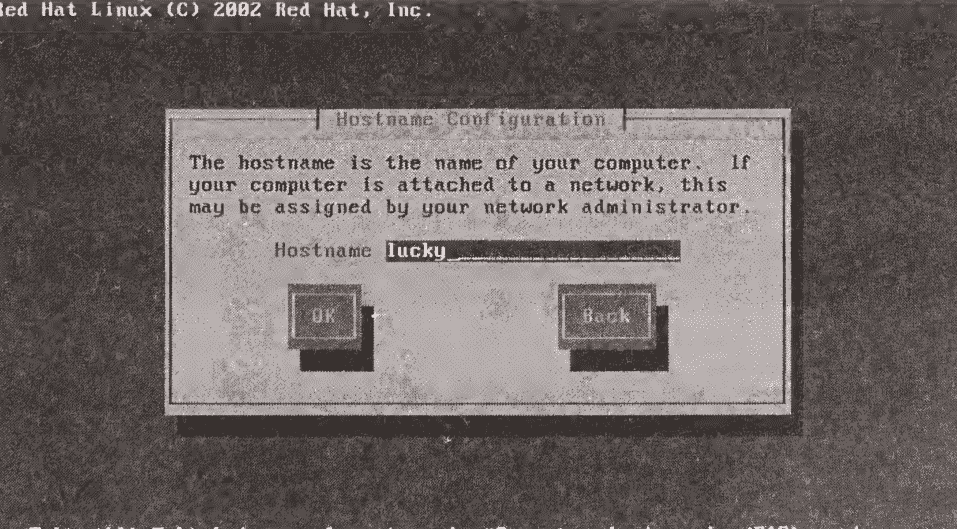 Red Hat Linux (C) 2002 Red Hat, Inc.
Hostname Configuration
The hostname is the name of your computer. If
your computer is attached to a network, this
may be assigned by your network administrator.
Hostname lucky_
OK
Back